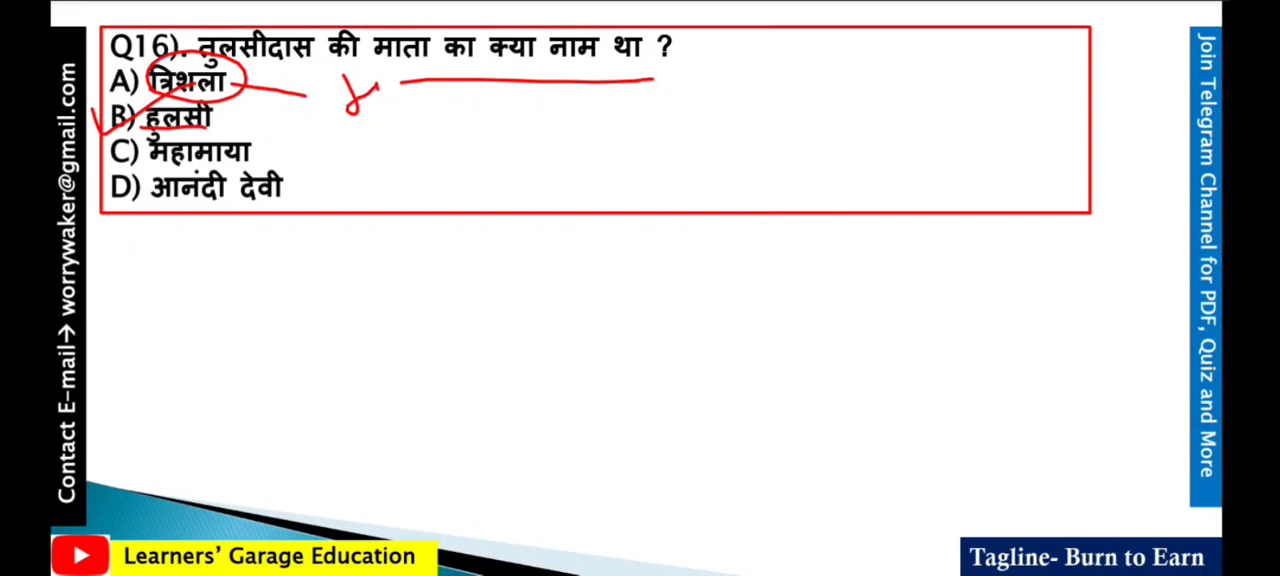 Q16). तुलसीदास की माता का क्या नाम था ?
A) त्रिशला
B) हुलसी
C) महामाया
D) आनंदी देवी
Contact E-mail→ worrywaker@gmail.com
Join Telegram Channel for PDF, Quiz and More
Learners’ Garage Education
Tagline- Burn to Earn